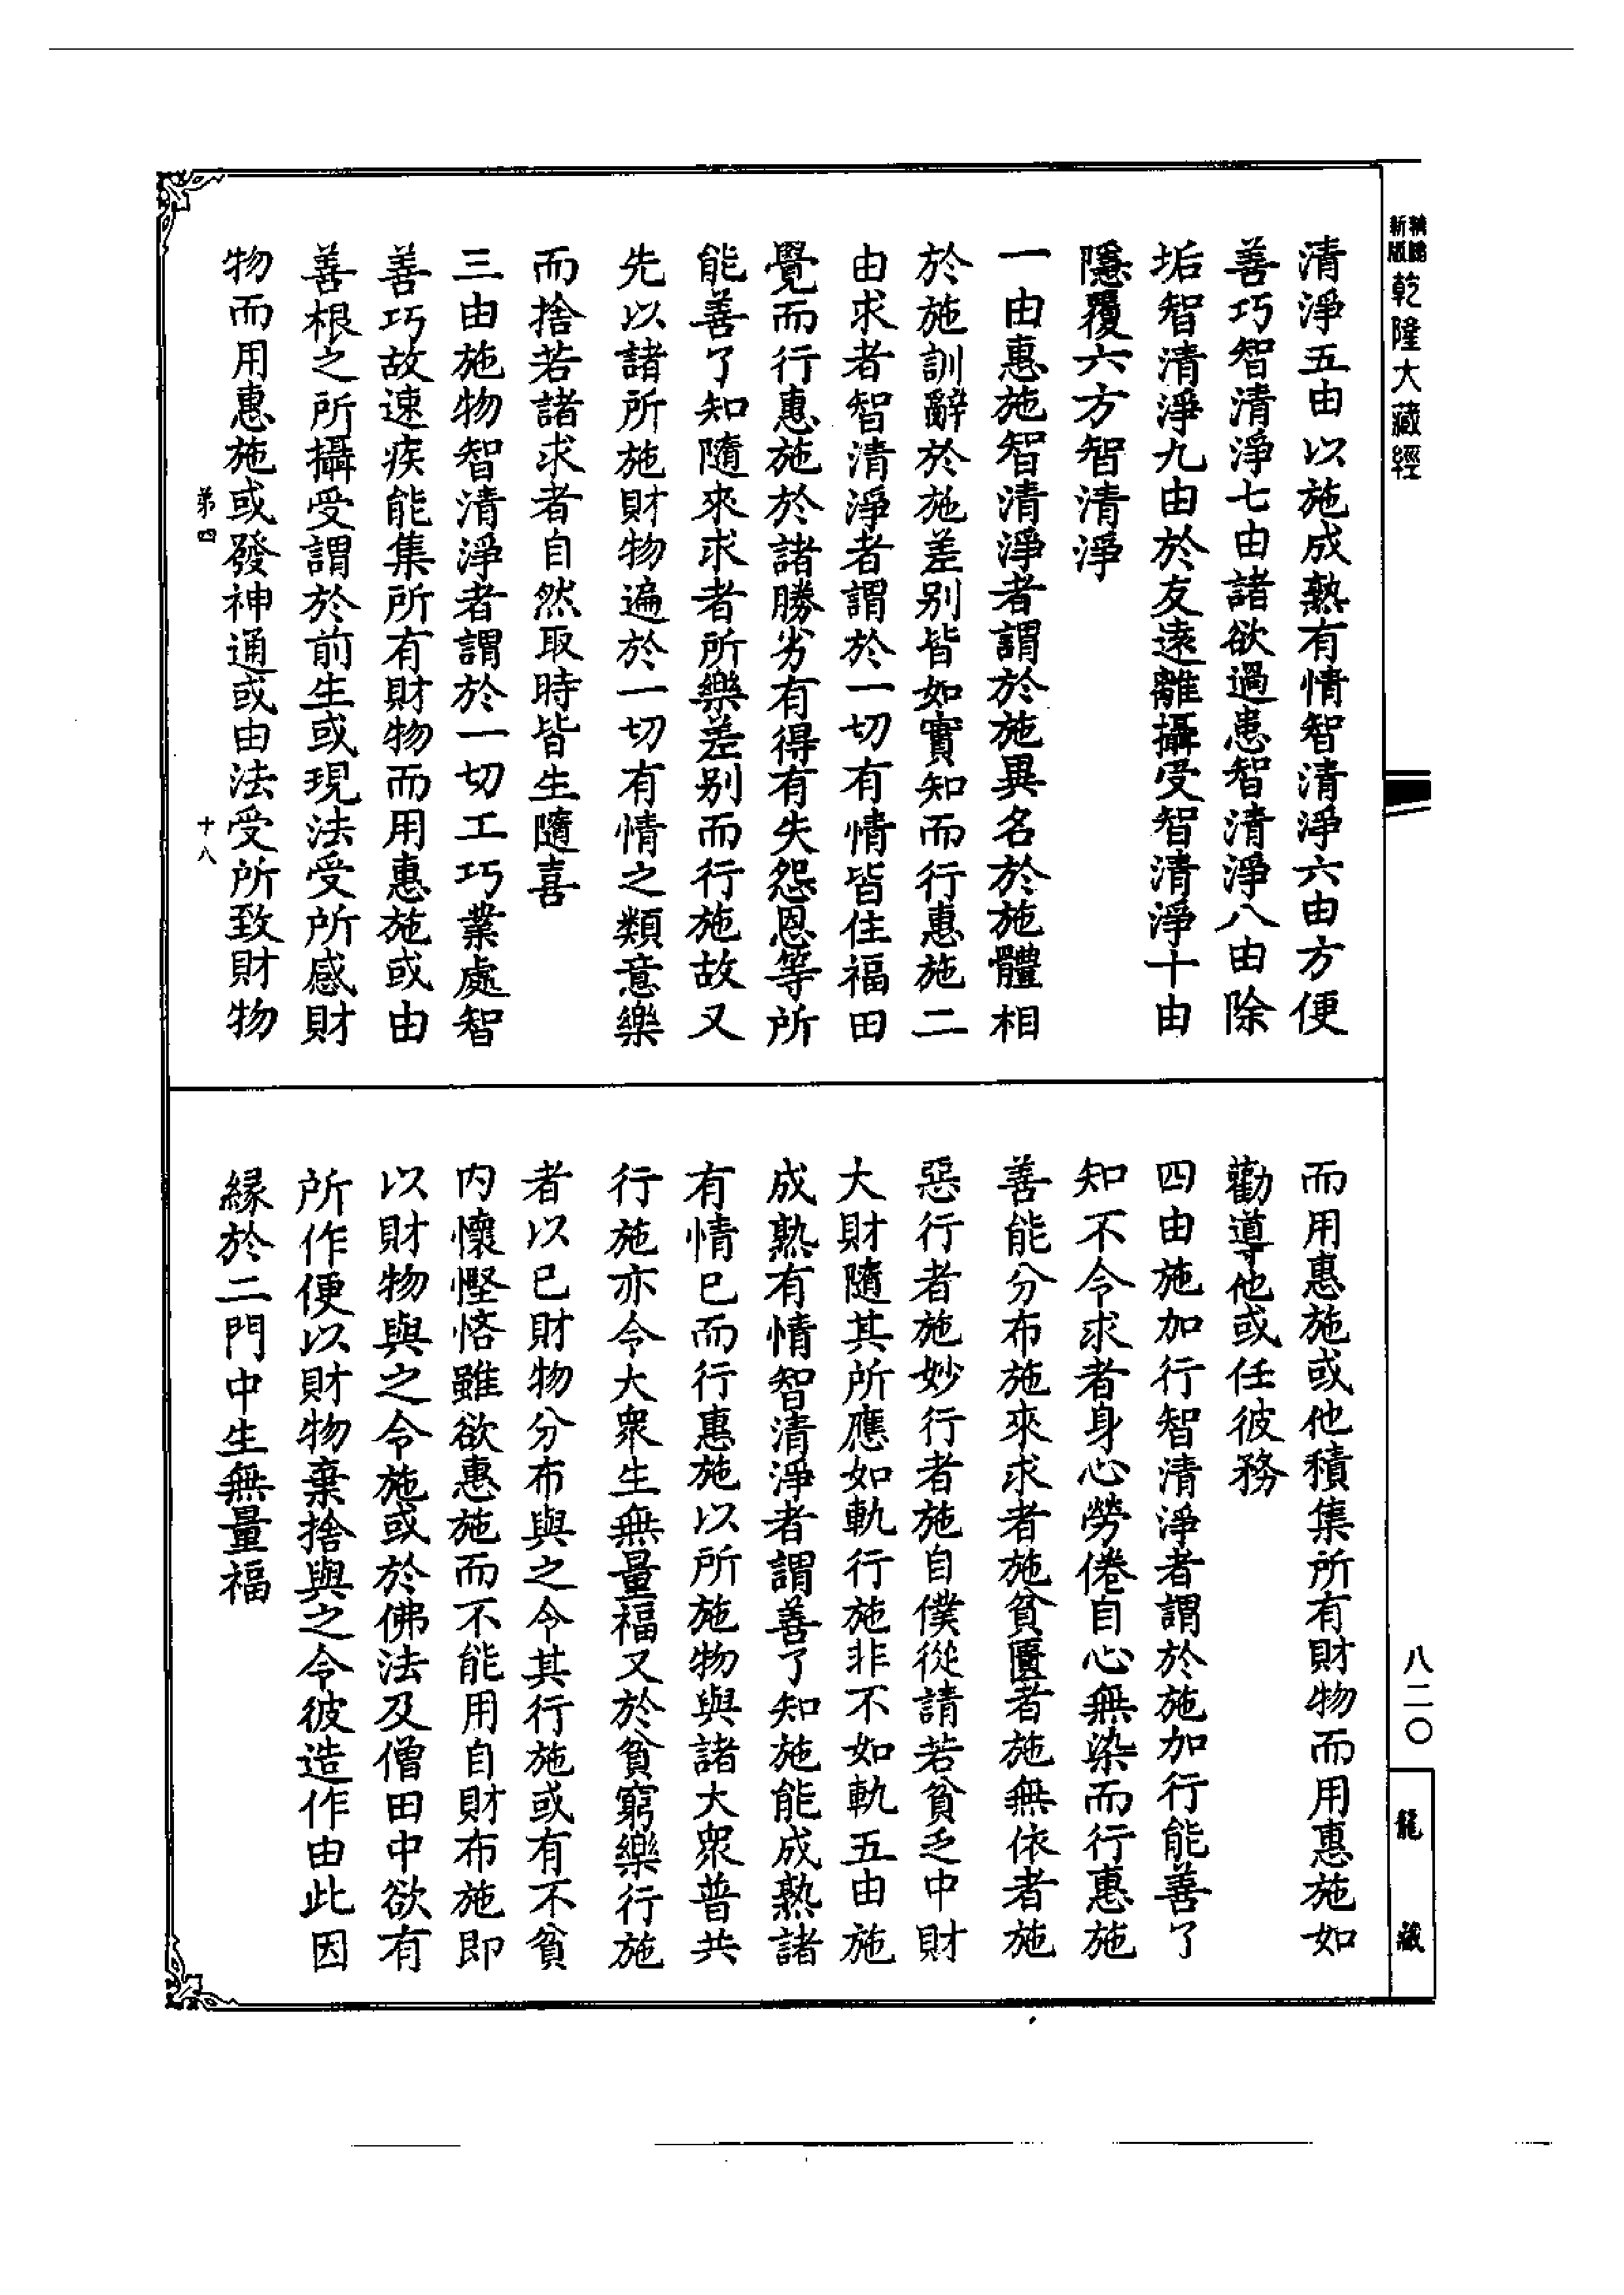 新版
精縮
乾隆大藏經
清淨五由以施成熟有情智清淨六由方便
善巧智清淨七由諸欲過患智清淨八由除
垢智清淨九由於友遠離攝受智清淨十由
隱覆六方智清淨
一由惠施智清淨者謂於施異名於施體相
於施訓辭於施差別皆如實知而行惠施二
由求者智清淨者謂於一切有情皆住福田
覺而行惠施於諸勝劣有得有失怨恩等所
能善了知隨來求者所樂差別而行施故又
先以諸所施財物遍於一切有情之類意樂
而捨若諸求者自然取時皆生隨喜
三由施物智清淨者謂於一切工巧業處智
善巧故速疾能集所有財物而用惠施或由
善根之所攝受謂於前生或現法受所感財
物而用惠施或發神通或由法受所致財物
第四 十八
而用惠施或他積集所有財物而用惠施如
勸導他或任彼務
四由施加行智清淨者謂於施加行能善了
知不令求者身心勞倦自心無染而行惠施
善能分布施來求者施貧匱者施無依者施
惡行者施妙行者施自僕從請若貧乏中財
大財隨其所應如軌行施非不如軌五由施
成熟有情智清淨者謂善了知施能成熟諸
有情已而行惠施以所施物與諸大眾普共
行施亦令大眾生無量福又於貧窮樂行施
者以已財物分布與之令其行施或有不貧
内懷慳悋雖欲惠施而不能用自財布施即
以財物與之令施或於佛法及僧田中欲有
所作便以財物棄捨與之令彼造作由此因
緣於二門中生無量福
八二〇
龍藏